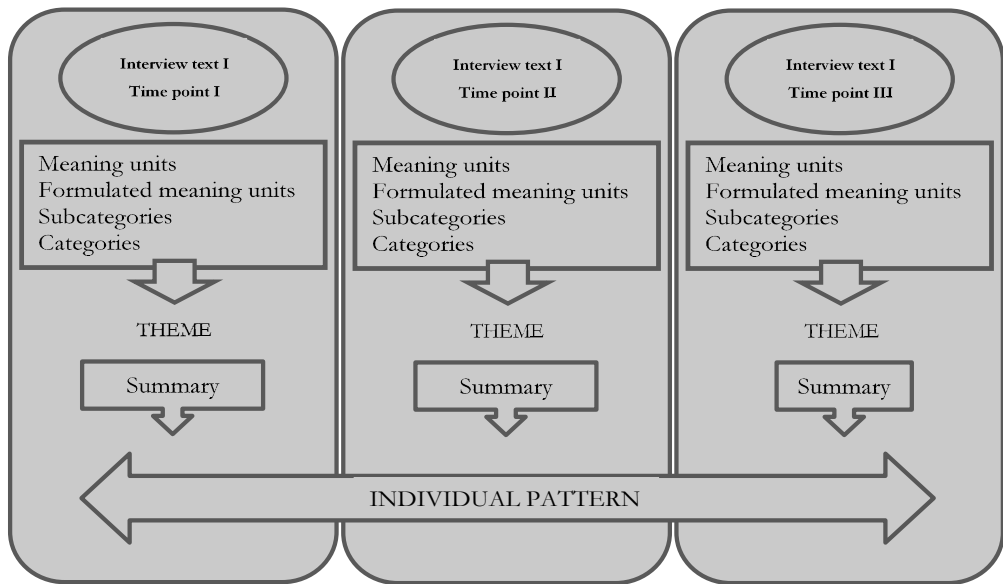 Interview text I
Time point I
Meaning units
Formulated meaning units
Subcategories
Categories
THEME
Summary
Interview text I
Time point II
Meaning units
Formulated meaning units
Subcategories
Categories
THEME
Summary
Interview text I
Time point III
Meaning units
Formulated meaning units
Subcategories
Categories
THEME
Summary
INDIVIDUAL PATTERN